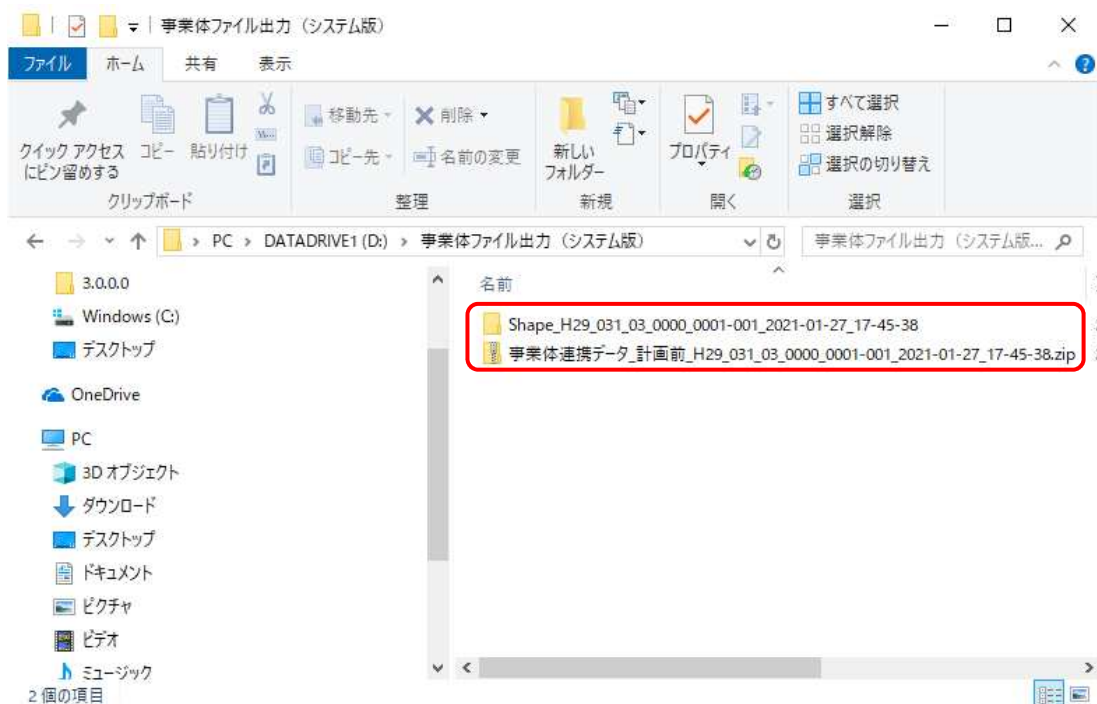 事業体ファイル出力（システム版）
ファイル ホーム 共有 表示
クイック アクセス
にピン留めする
コピー
貼り付け
移動先
コピー先
削除
名前の変更
新しい
フォルダー
プロパティ
すべて選択
選択解除
選択の切り替え
クリップボード 整理 新規 開く 選択
PC › DATADRIVE1 (D:) › 事業体ファイル出力（システム版）
事業体ファイル出力（システム版...
3.0.0.0
Windows (C:)
デスクトップ
OneDrive
PC
3D オブジェクト
ダウンロード
デスクトップ
ドキュメント
ピクチャ
ビデオ
ミュージック
名前
Shape_H29_031_03_0000_0001-001_2021-01-27_17-45-38
事業体連携データ_計画前_H29_031_03_0000_0001-001_2021-01-27_17-45-38.zip
2 個の項目